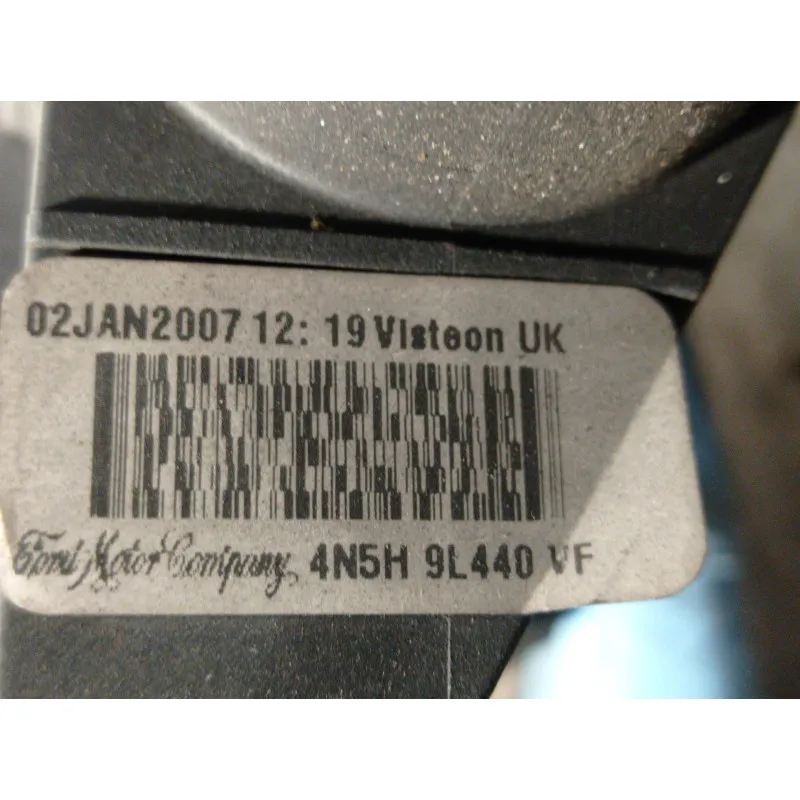 02JAN2007 12: 19 Visteon UK
Ford Motor Company 4N5H 9L440 VF